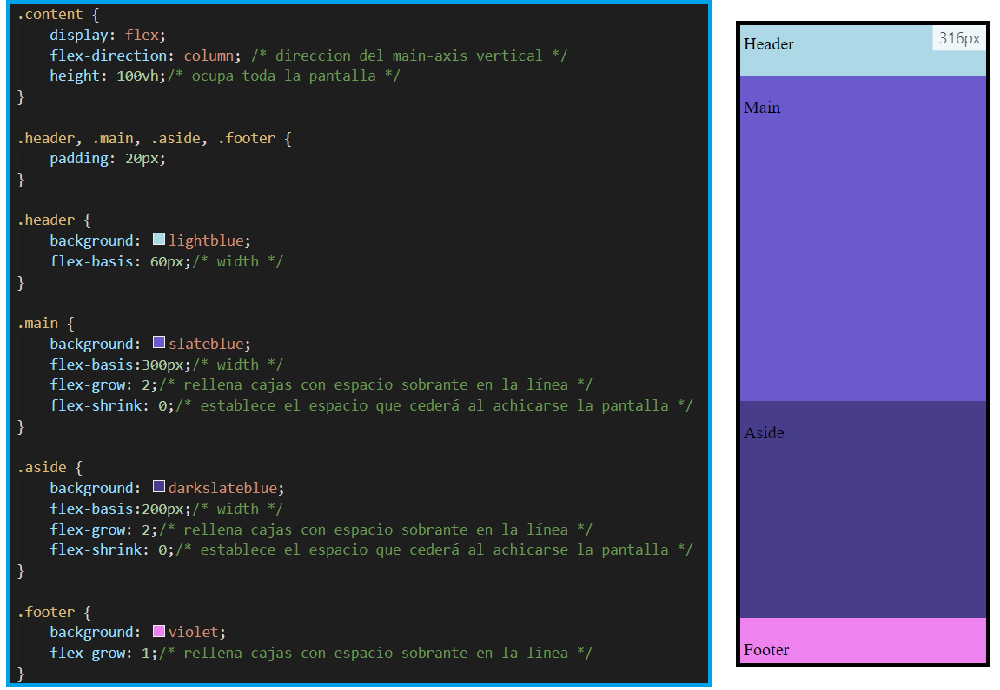 .content {
display: flex;
flex-direction: column; /* direccion del main-axis vertical */
height: 100vh;/* ocupa toda la pantalla */
}
.header, .main, .aside, .footer {
padding: 20px;
}
.header {
background: lightblue;
flex-basis: 60px;/* width */
}
.main {
background: slateblue;
flex-basis:300px;/* width */
flex-grow: 2;/* rellena cajas con espacio sobrante en la línea */
flex-shrink: 0;/* establece el espacio que cederá al achicarse la pantalla */
}
.aside {
background: darkslateblue;
flex-basis:200px;/* width */
flex-grow: 2;/* rellena cajas con espacio sobrante en la línea */
flex-shrink: 0;/* establece el espacio que cederá al achicarse la pantalla */
}
.footer {
background: violet;
flex-grow: 1;/* rellena cajas con espacio sobrante en la línea */
}
316px
Header
Main
Aside
Footer